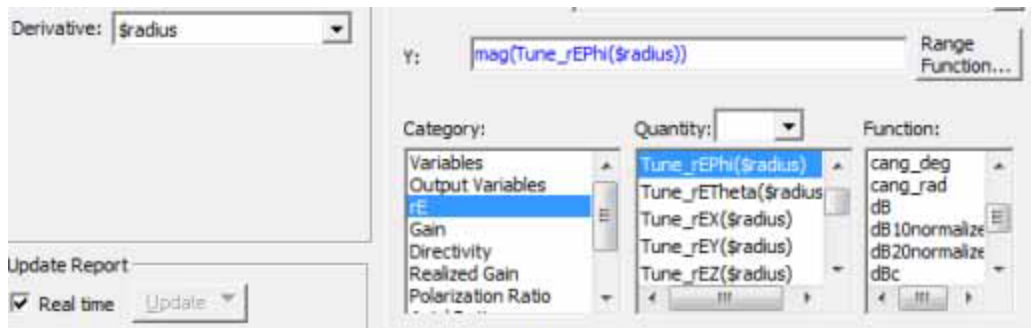 Derivative: $radius
Y: mag(Tune_rEPhi($radius))
Range
Function...
Category:
Variables
Output Variables
rE
Gain
Directivity
Realized Gain
Polarization Ratio
Quantity:
Tune_rEPhi($radius)
Tune_rETheta($radius
Tune_rEX($radius)
Tune_rEY($radius)
Tune_rEZ($radius)
Function:
cang_deg
cang_rad
dB
dB10normalize
dB20normalize
dBc
Update Report
Real time
Update